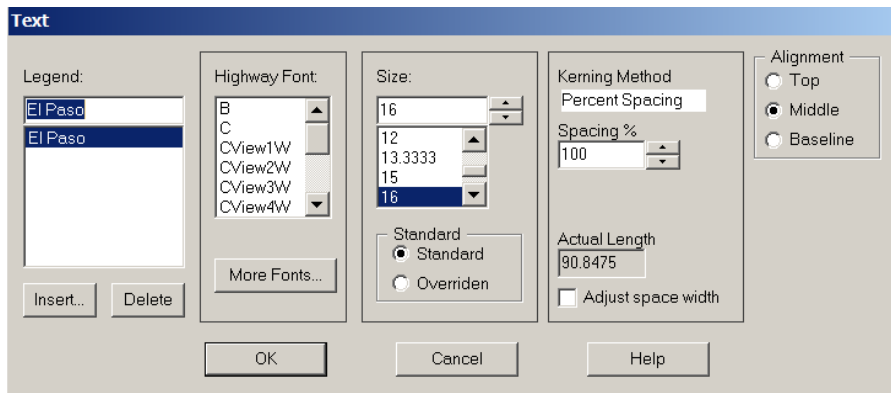 Text
Legend:
El Paso
El Paso
Insert...
Delete
Highway Font:
B
C
CView1W
CView2W
CView3W
CView4W
More Fonts...
Size:
16
12
13.3333
15
16
Standard
Standard
Overriden
Kerning Method
Percent Spacing
Spacing %
100
Actual Length
90.8475
Adjust space width
Alignment
Top
Middle
Baseline
OK
Cancel
Help